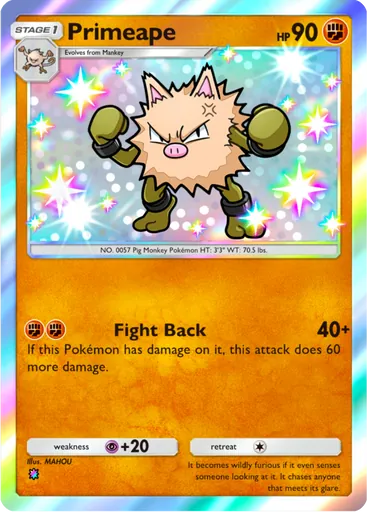 STAGE 1
Primeape
HP 90
Evolves from Mankey
NO. 0057 Pig Monkey Pokémon HT: 3'3" WT: 70.5 lbs.
Fight Back 40+
If this Pokémon has damage on it, this attack does 60
more damage.
weakness +20 retreat
Illus. MAHOU
It becomes wildly furious if it even senses
someone looking at it. It chases anyone
that meets its glare.